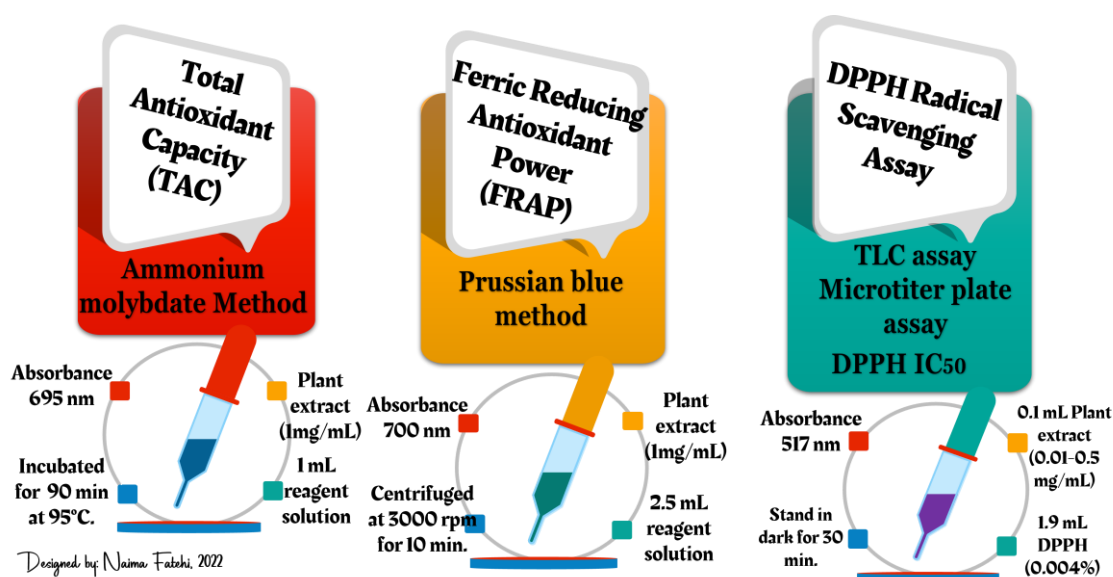 Total
Antioxidant
Capacity
(TAC)
Ammonium
molybdate Method
Absorbance
695 nm
Plant
extract
(1mg/mL)
Incubated
for 90 min
at 95°C.
1 mL
reagent
solution
Ferric Reducing
Antioxidant
Power
(FRAP)
Prussian blue
method
Absorbance
700 nm
Plant
extract
(1mg/mL)
Centrifuged
at 3000 rpm
for 10 min.
2.5 mL
reagent
solution
DPPH Radical
Scavenging
Assay
TLC assay
Microtiter plate
assay
DPPH IC50
Absorbance
517 nm
0.1 mL Plant
extract
(0.01-0.5
mg/mL)
Stand in
dark for 30
min.
1.9 mL
DPPH
(0.004%)
Designed by: Naima Fatehi, 2022